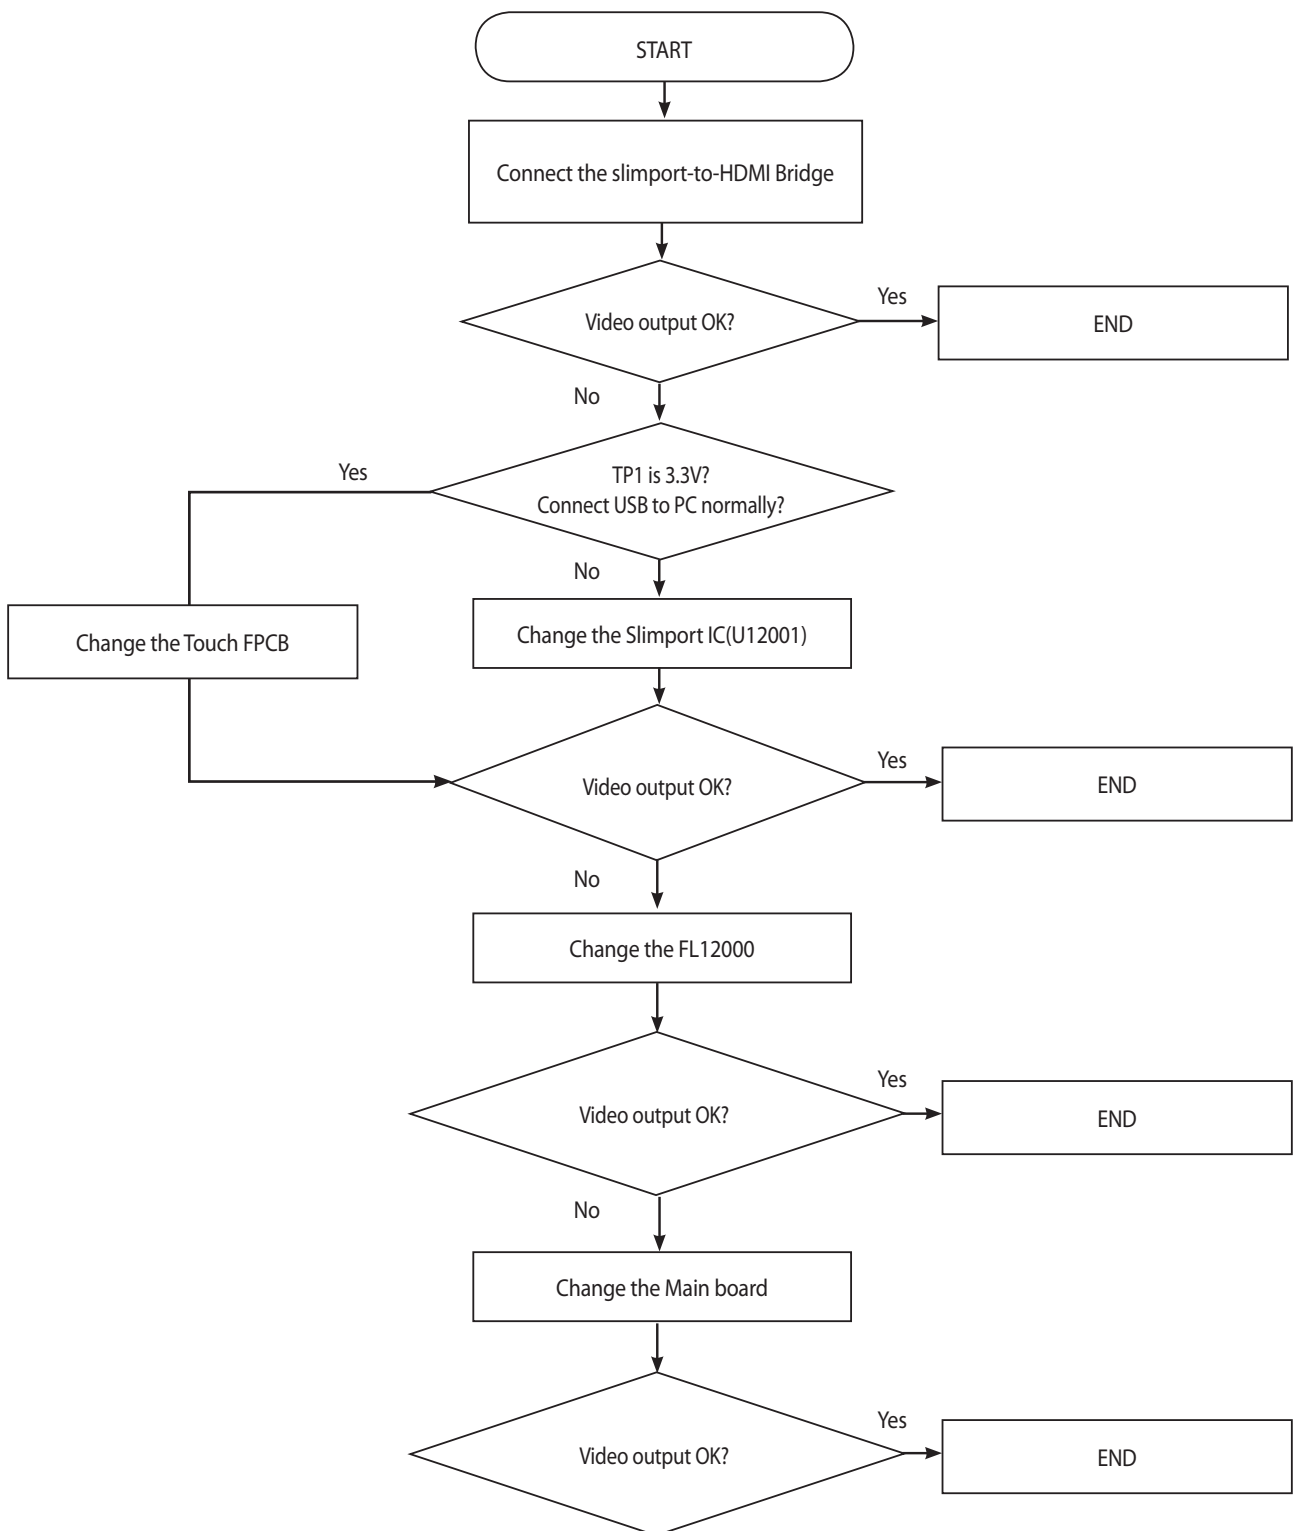 START
Connect the slimport-to-HDMI Bridge
Video output OK?
Yes
END
No
TP1 is 3.3V?
Connect USB to PC normally?
Yes
No
Change the Touch FPCB
Change the Slimport IC(U12001)
Video output OK?
Yes
END
No
Change the FL12000
Video output OK?
Yes
END
No
Change the Main board
Video output OK?
Yes
END